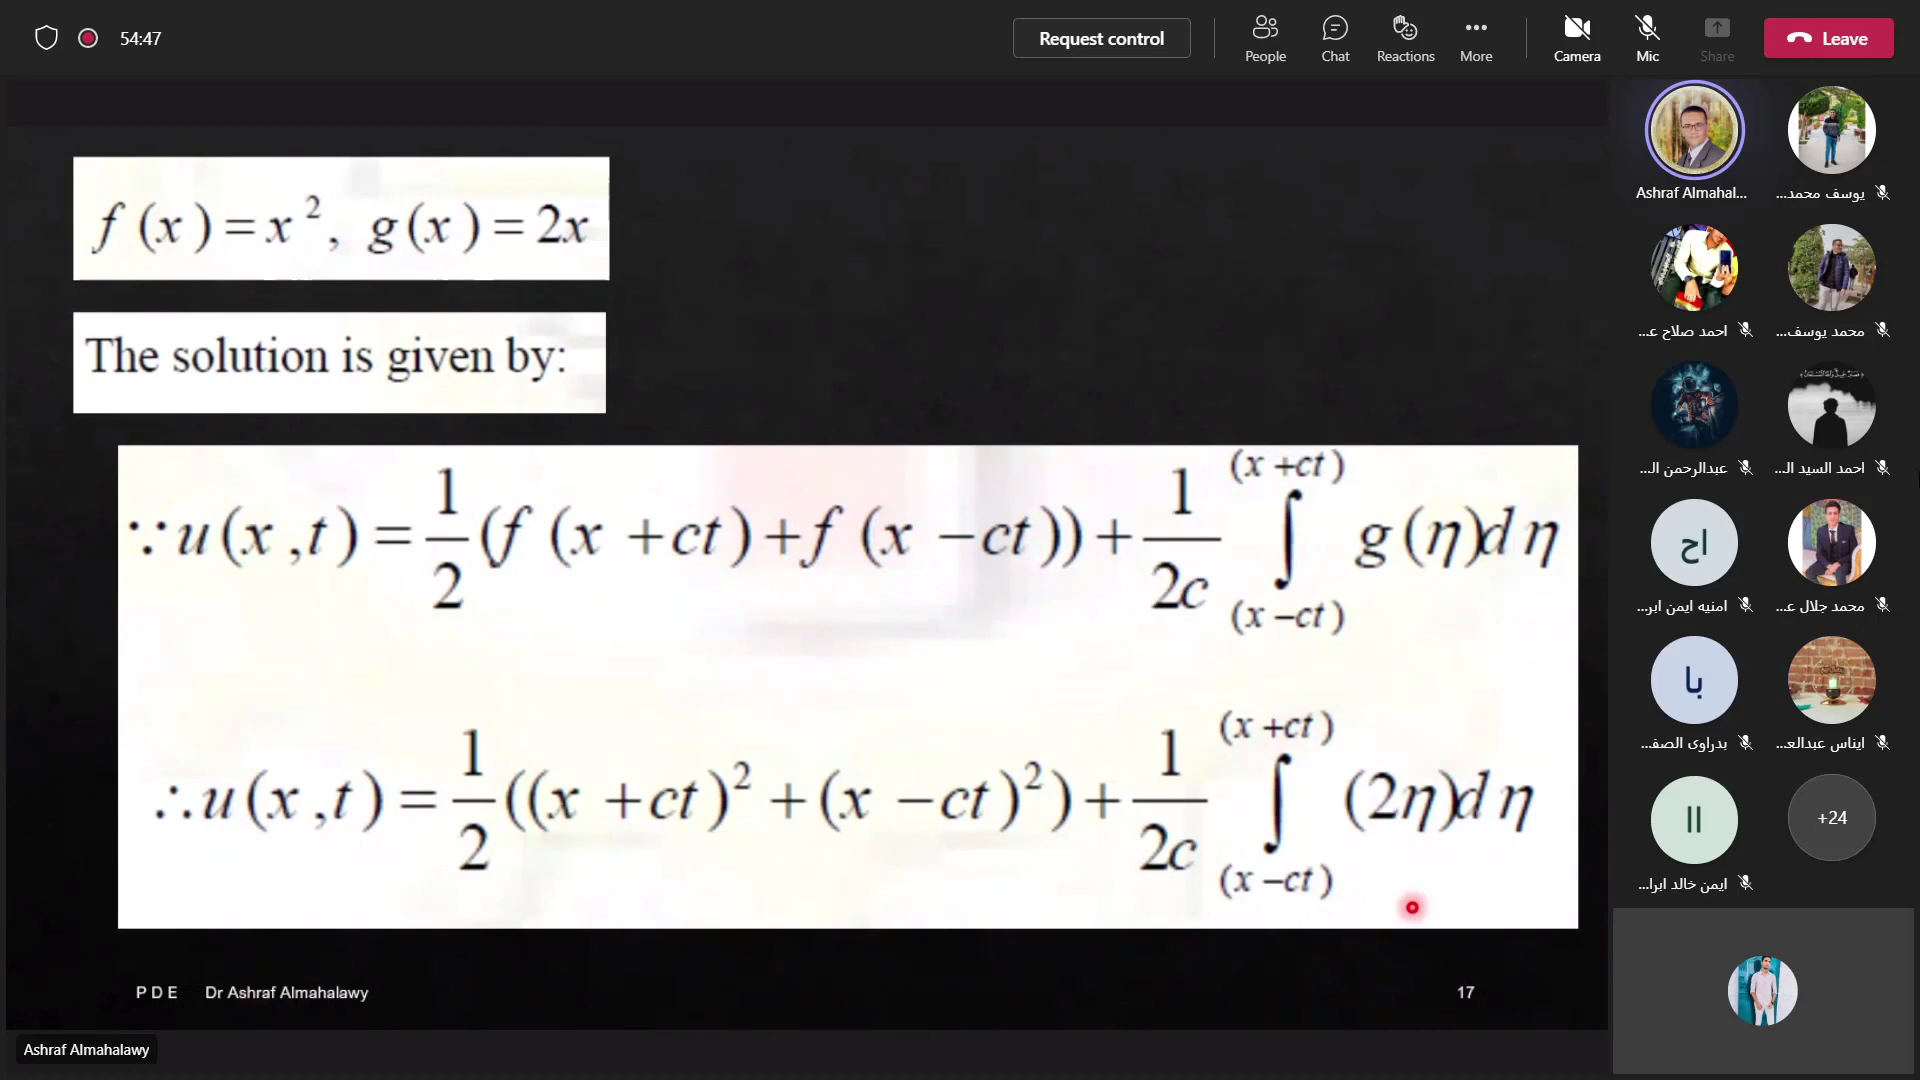 54:47
Request control
People
Chat
Reactions
More
Camera
Mic
Share
Leave
f (x) = x², g(x) = 2x
The solution is given by:
∵ u(x,t) = 1/2 (f (x +ct) + f (x −ct)) + 1/2c ∫_(x −ct)^(x +ct) g(η)dη
∴ u(x,t) = 1/2 ((x +ct)² + (x −ct)²) + 1/2c ∫_(x −ct)^(x +ct) (2η)dη
P D E Dr Ashraf Almahalawy
17
Ashraf Almahalawy
Ashraf Almahal...
يوسف محمد...
احمد صلاح ع...
محمد يوسف...
عبدالرحمن ال...
احمد السيد ال...
اح
امنيه ايمن ابر...
محمد جلال ع...
با
بدراوى الصف...
ايناس عبدالع...
اا
ايمن خالد ابرا...
+24